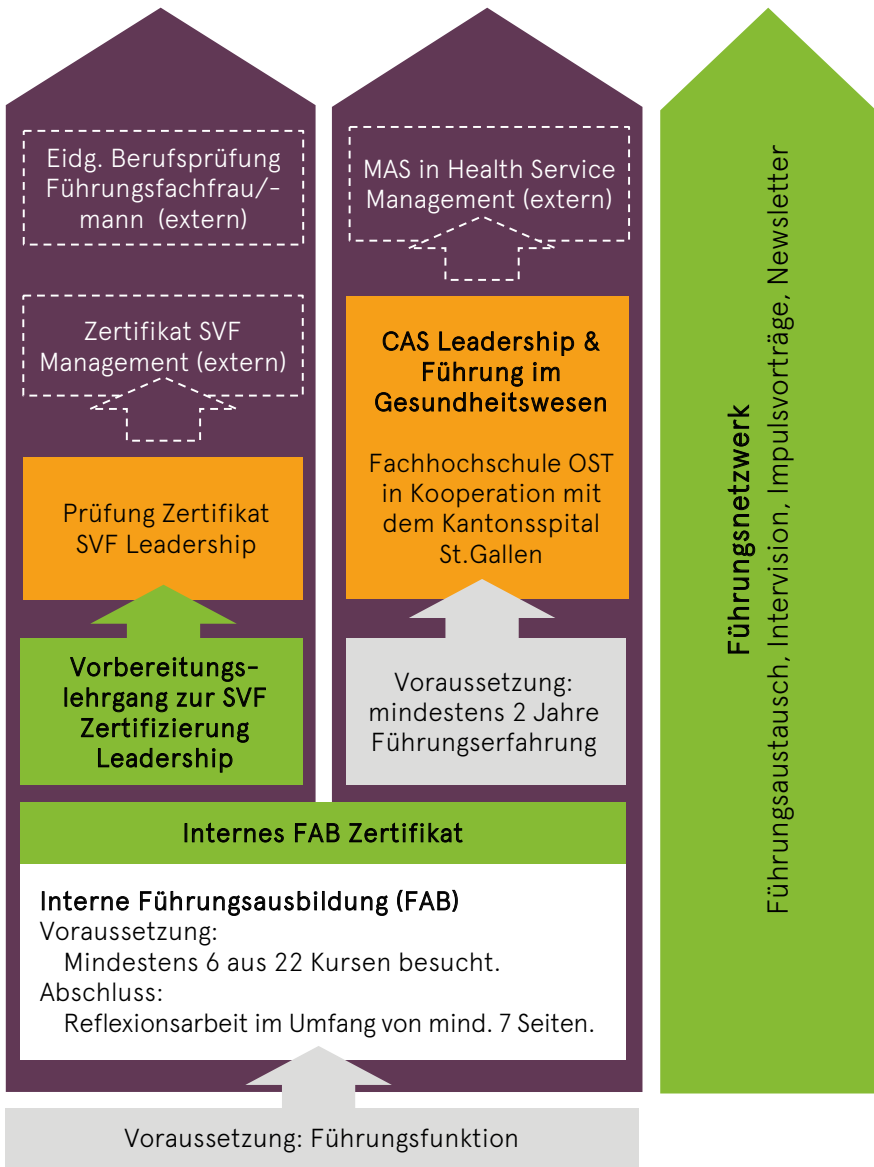 Eidg. Berufsprüfung
Führungsfachfrau/-
mann (extern)
Zertifikat SVF
Management (extern)
Prüfung Zertifikat
SVF Leadership
Vorbereitungs-
lehrgang zur SVF
Zertifizierung
Leadership
MAS in Health Service
Management (extern)
CAS Leadership &
Führung im
Gesundheitswesen
Fachhochschule OST
in Kooperation mit
dem Kantonsspital
St.Gallen
Voraussetzung:
mindestens 2 Jahre
Führungserfahrung
Internes FAB Zertifikat
Interne Führungsausbildung (FAB)
Voraussetzung:
Mindestens 6 aus 22 Kursen besucht.
Abschluss:
Reflexionsarbeit im Umfang von mind. 7 Seiten.
Voraussetzung: Führungsfunktion
Führungsnetzwerk
Führungsaustausch, Intervision, Impulsvorträge, Newsletter